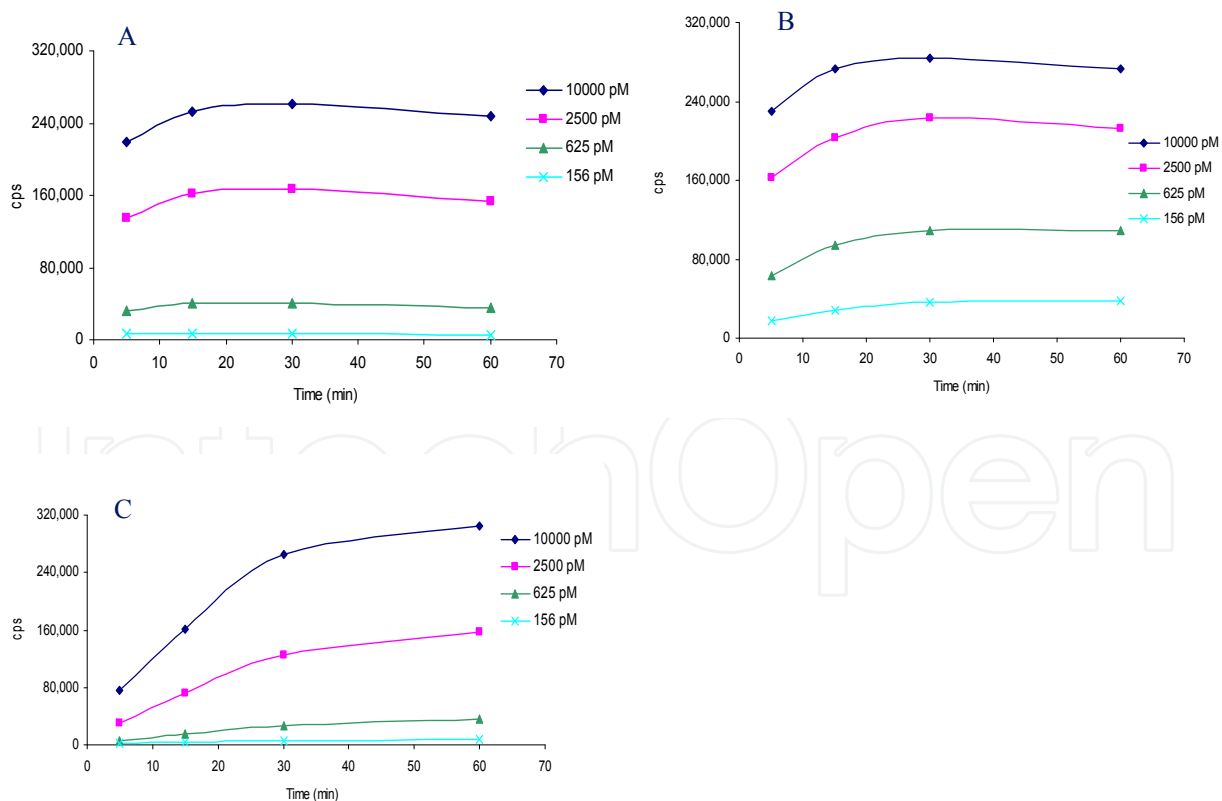 A
320,000
240,000
160,000
80,000
0
cps
0 10 20 30 40 50 60 70
Time (min)
10000 pM
2500 pM
625 pM
156 pM
B
320,000
240,000
160,000
80,000
0
cps
0 10 20 30 40 50 60 70
Time (min)
10000 pM
2500 pM
625 pM
156 pM
IntechOpen
C
320,000
240,000
160,000
80,000
0
cps
0 10 20 30 40 50 60 70
Time (min)
10000 pM
2500 pM
625 pM
156 pM